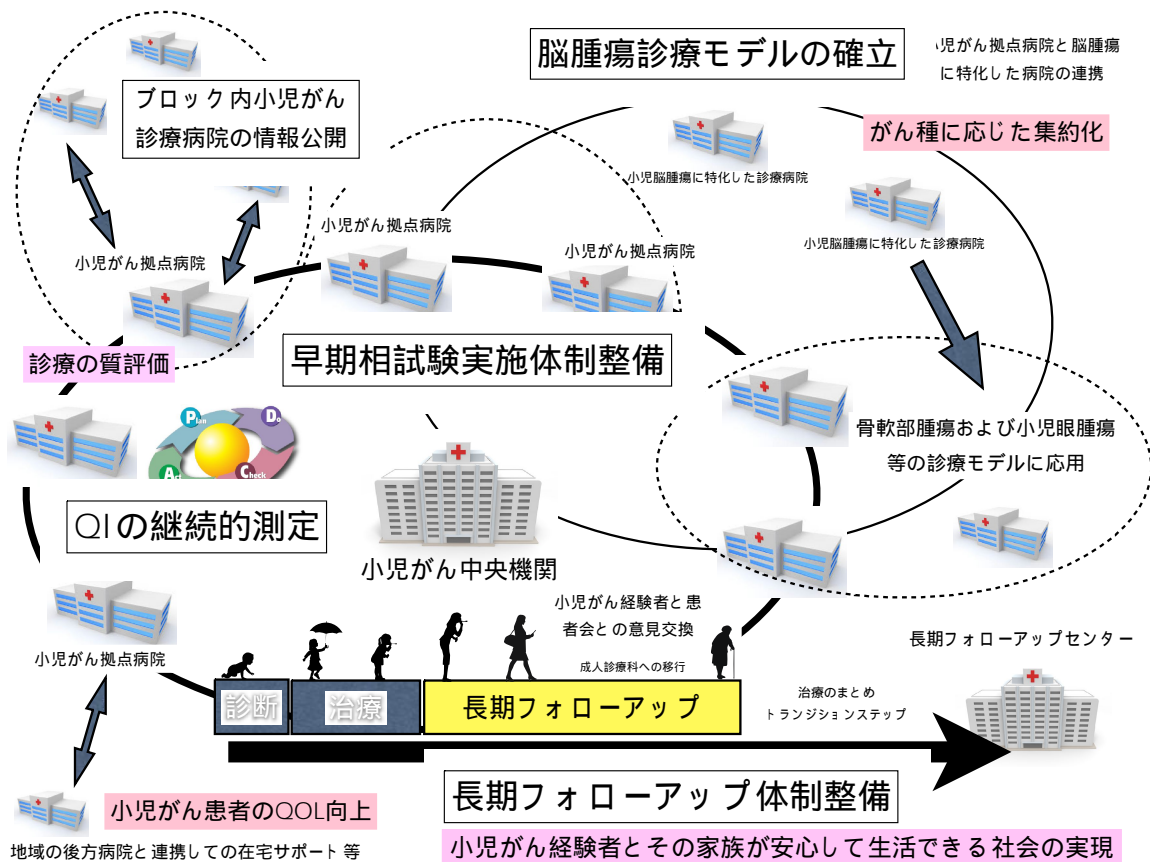 脳腫瘍診療モデルの確立
小児がん拠点病院と脳腫瘍
に特化した病院の連携
ブロック内小児がん
診療病院の情報公開
がん種に応じた集約化
小児脳腫瘍に特化した診療病院
小児脳腫瘍に特化した診療病院
小児がん拠点病院
小児がん拠点病院
小児がん拠点病院
診療の質評価
早期相試験実施体制整備
Plan
Do
Check
骨軟部腫瘍および小児眼腫瘍
等の診療モデルに応用
QIの継続的測定
小児がん中央機関
小児がん経験者と患
者会との意見交換
成人診療科への移行
小児がん拠点病院
長期フォローアップセンター
診断
治療
長期フォローアップ
治療のまとめ
トランジションステップ
長期フォローアップ体制整備
小児がん患者のQOL向上
地域の後方病院と連携しての在宅サポート等
小児がん経験者とその家族が安心して生活できる社会の実現